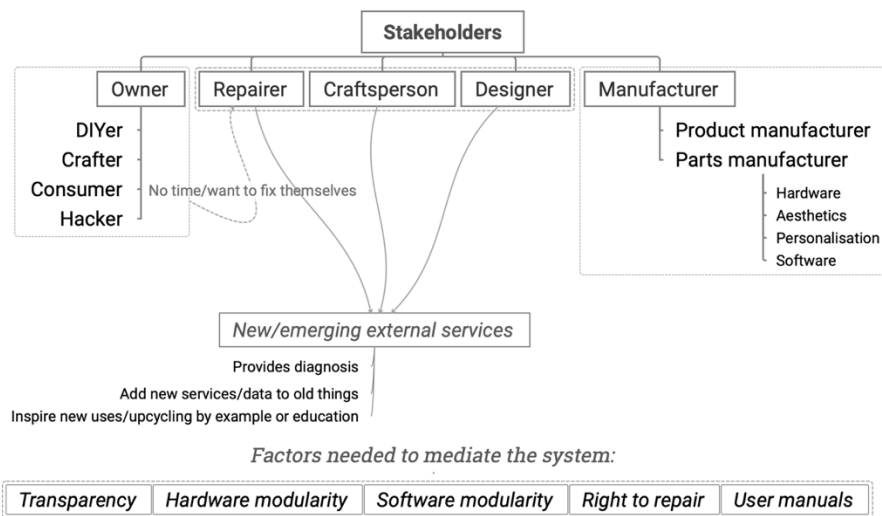 Stakeholders
Owner
Repairer
Craftsperson
Designer
Manufacturer
DIYer
Crafter
Consumer
Hacker
No time/want to fix themselves
Product manufacturer
Parts manufacturer
Hardware
Aesthetics
Personalisation
Software
New/emerging external services
Provides diagnosis
Add new services/data to old things
Inspire new uses/upcycling by example or education
Factors needed to mediate the system:
Transparency
Hardware modularity
Software modularity
Right to repair
User manuals